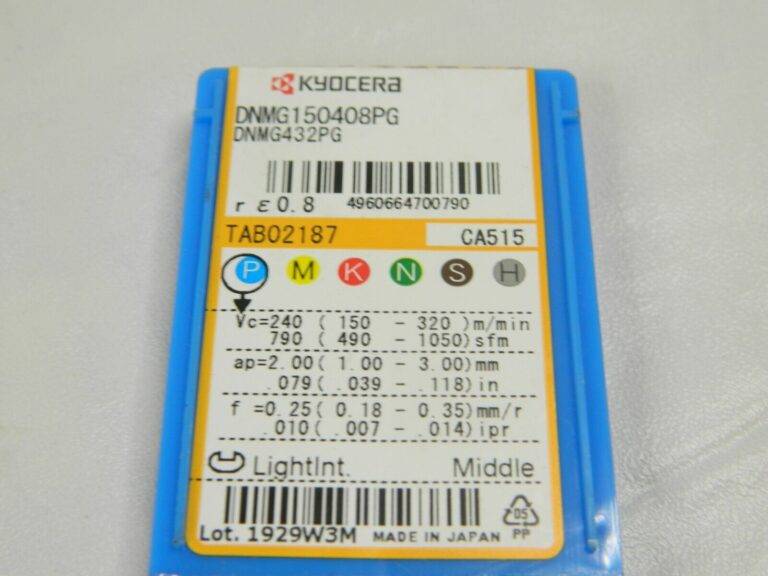 KYOCERA
DNMG150408PG
DNMG432PG
rε0.8 4960664700790
TAB02187 CA515
P M K N S H
Vc=240 ( 150 - 320 )m/min
790 ( 490 - 1050)sfm
ap=2.00( 1.00 - 3.00)mm
.079( .039 - .118)in
f =0.25( 0.18 - 0.35)mm/r
.010( .007 - .014)ipr
LightInt. Middle
Lot. 1929W3M MADE IN JAPAN 05 PP